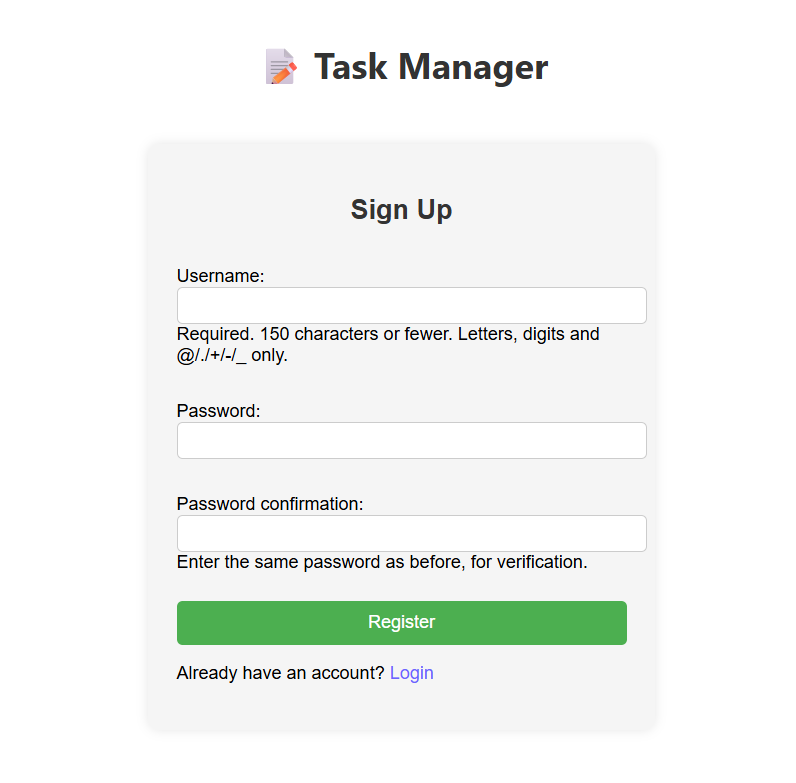 Task Manager
Sign Up
Username:
Required. 150 characters or fewer. Letters, digits and
@/./+/-/_ only.
Password:
Password confirmation:
Enter the same password as before, for verification.
Register
Already have an account? Login